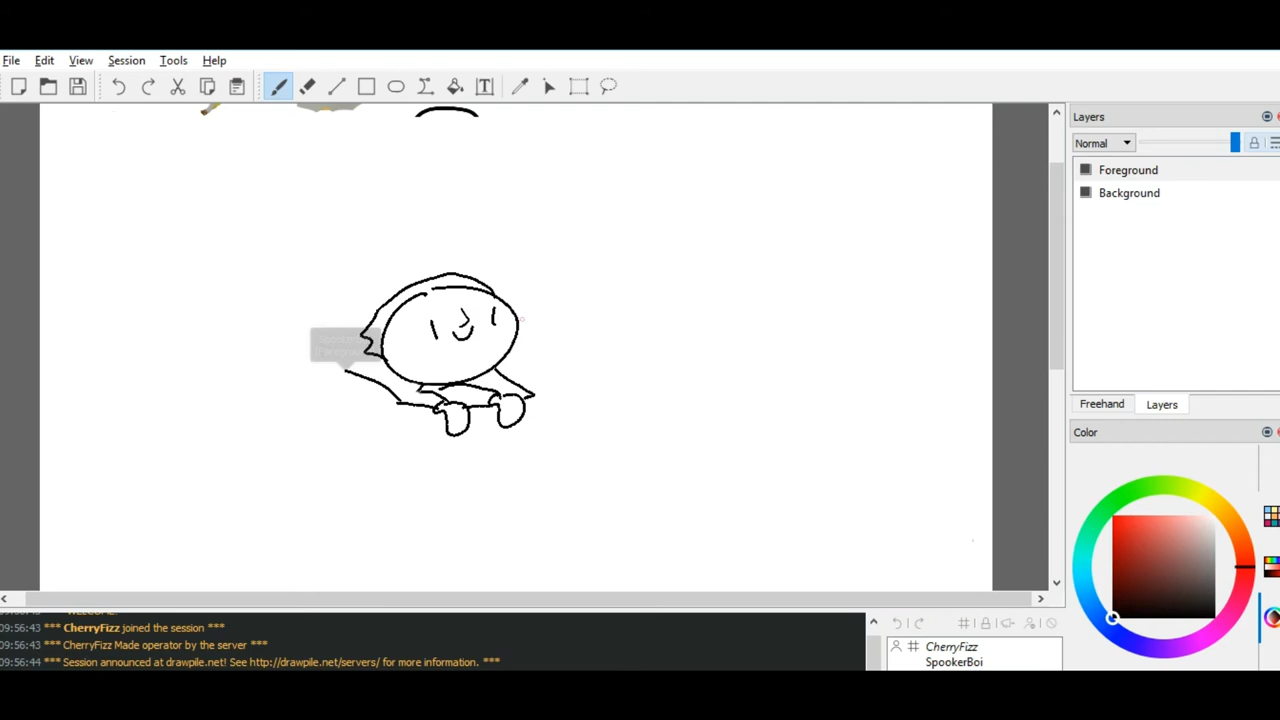 File Edit View Session Tools Help
Layers
Normal
Foreground
Background
Freehand Layers
Color
09:56:43 *** CherryFizz joined the session ***
09:56:43 *** CherryFizz Made operator by the server ***
09:56:44 *** Session announced at drawpile.net! See http://drawpile.net/servers/ for more information. ***
CherryFizz
SpookerBoi